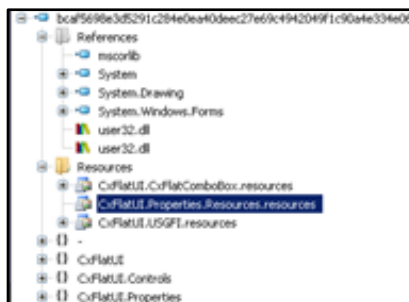 bcaf5698e3d5291c284e0ea40deec27e69c4942049f1c90a4e334e06
References
mscorlib
System
System.Drawing
System.Windows.Forms
user32.dll
user32.dll
Resources
CxFlatUI.CxFlatComboBox.resources
CxFlatUI.Properties.Resources.resources
CxFlatUI.USGFI.resources
{} -
{} CxFlatUI
{} CxFlatUI.Controls
{} CxFlatUI.Properties